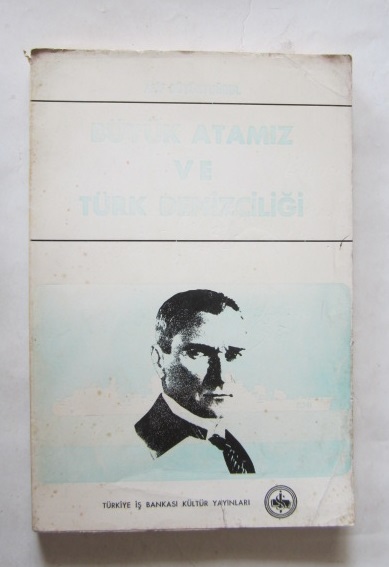 BÜYÜK ATAMIZ
VE
TÜRK DENİZCİLİĞİ
TÜRKİYE İŞ BANKASI KÜLTÜR YAYINLARI